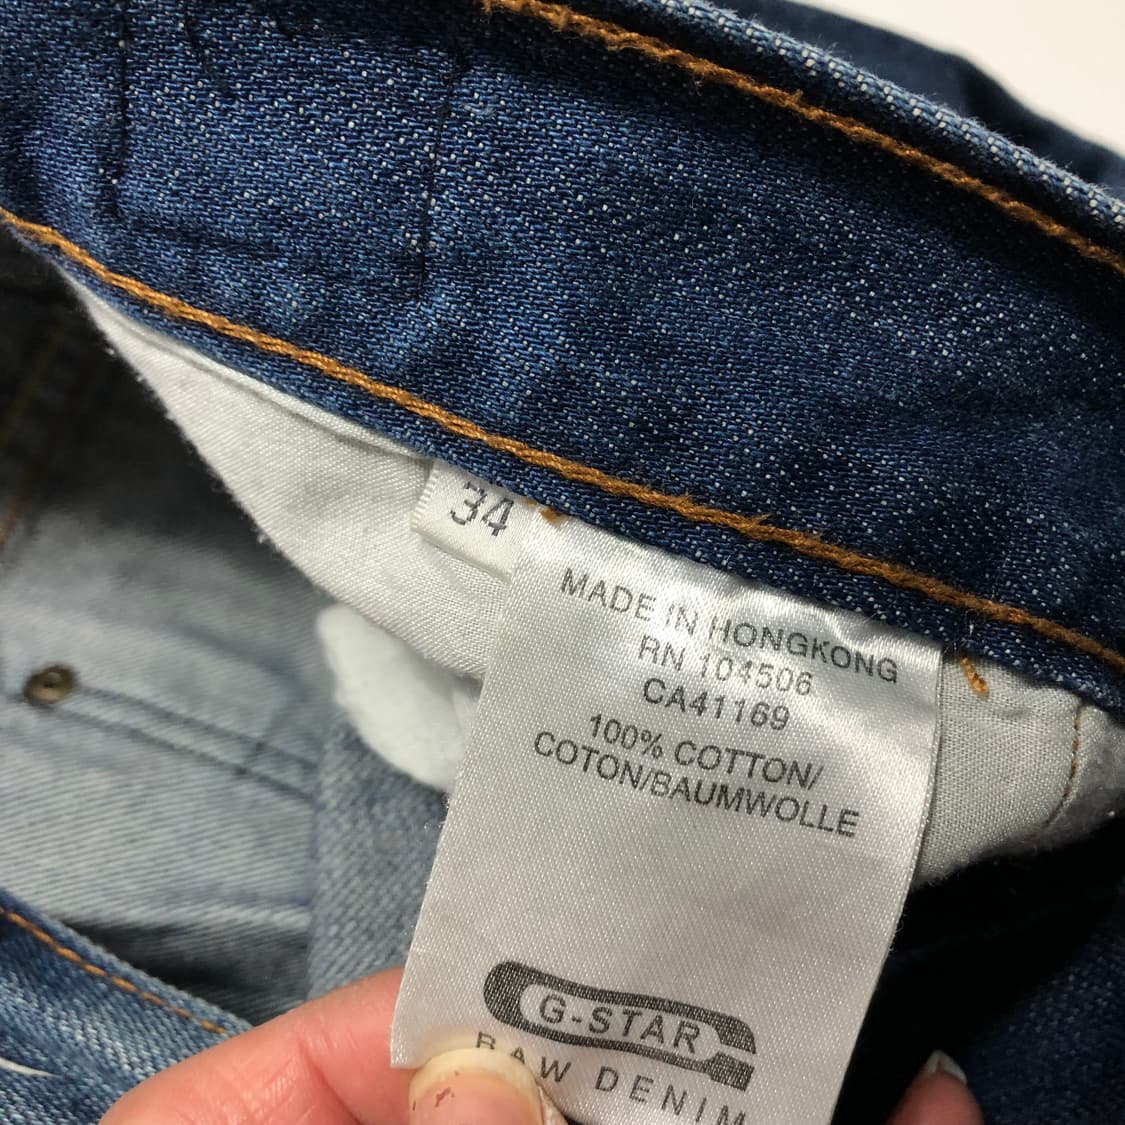 34
MADE IN HONGKONG
RN 104506
CA41169
100% COTTON/
COTON/BAUMWOLLE
G-STAR
RAW DENIM